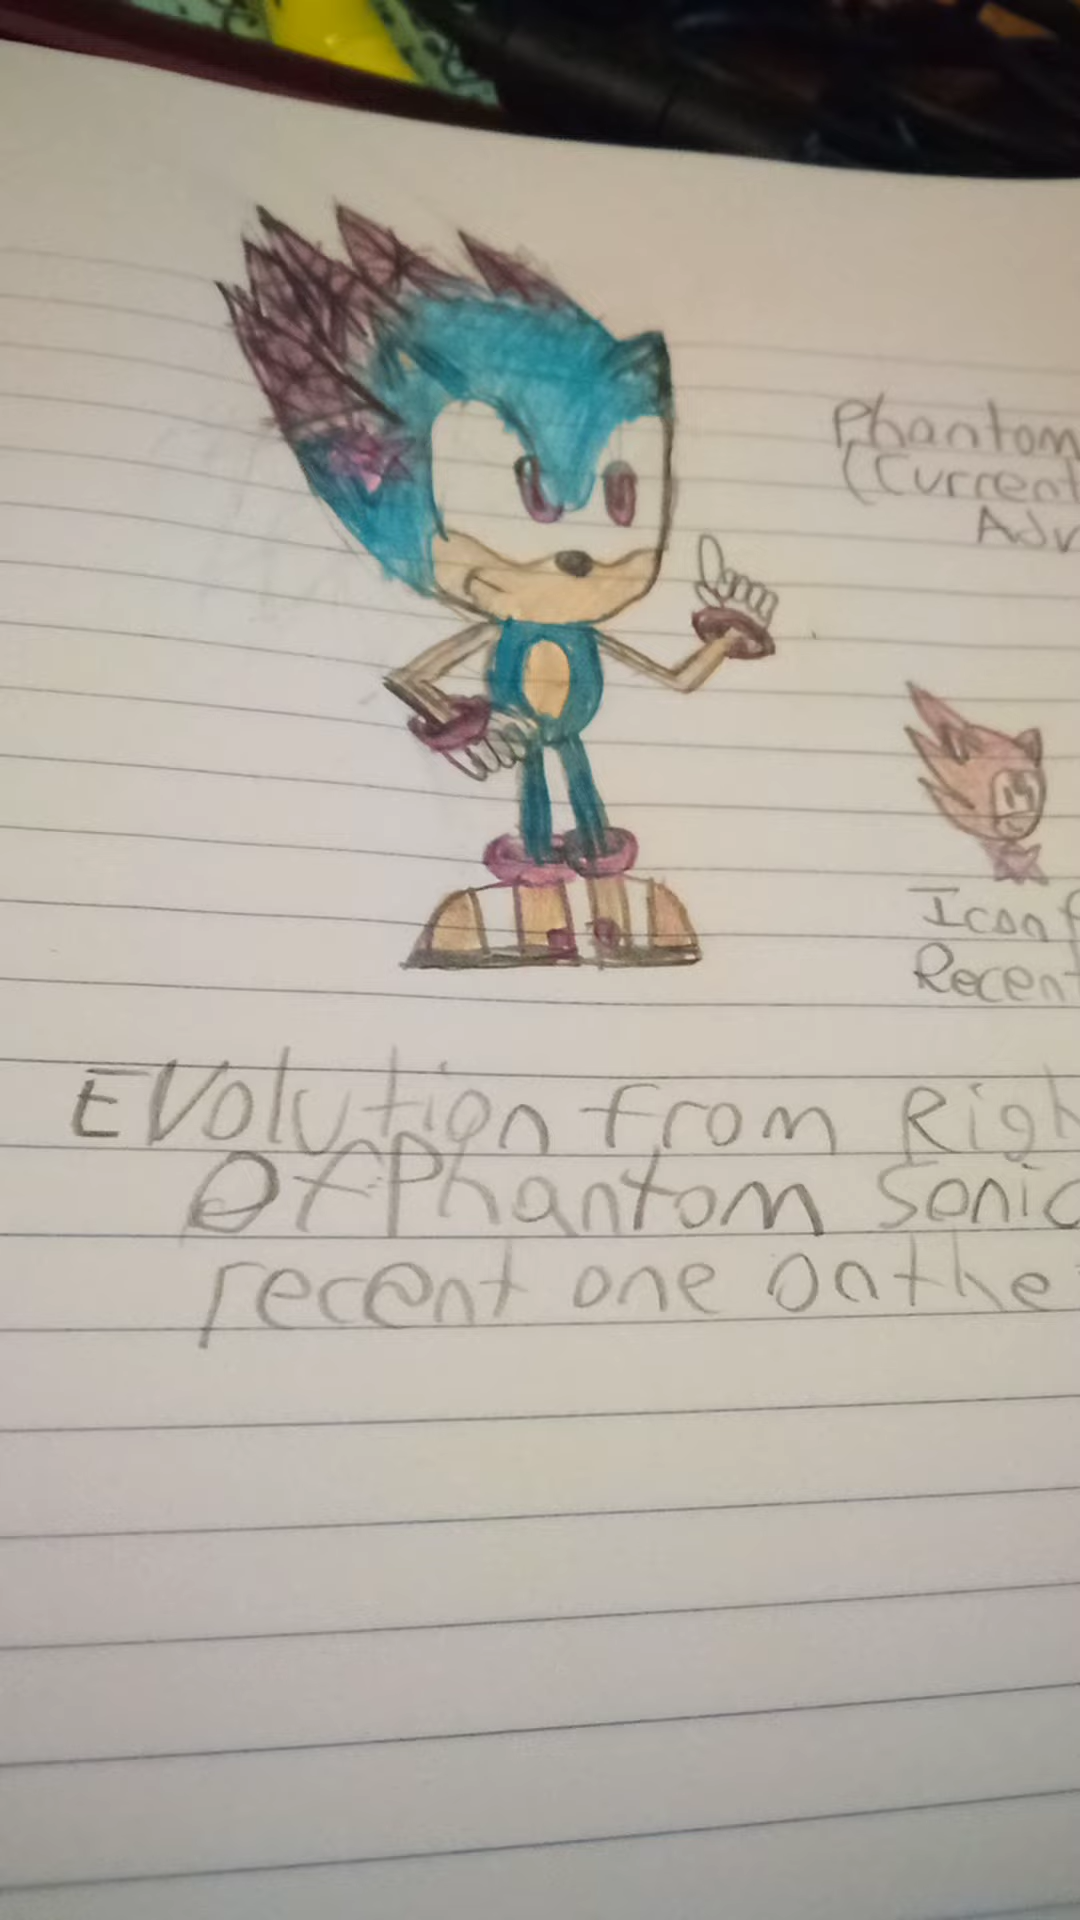 Phantom
(Current
Adv
Icon f
Recent
Evolution from Righ
Of Phantom Sonic
recent one on the